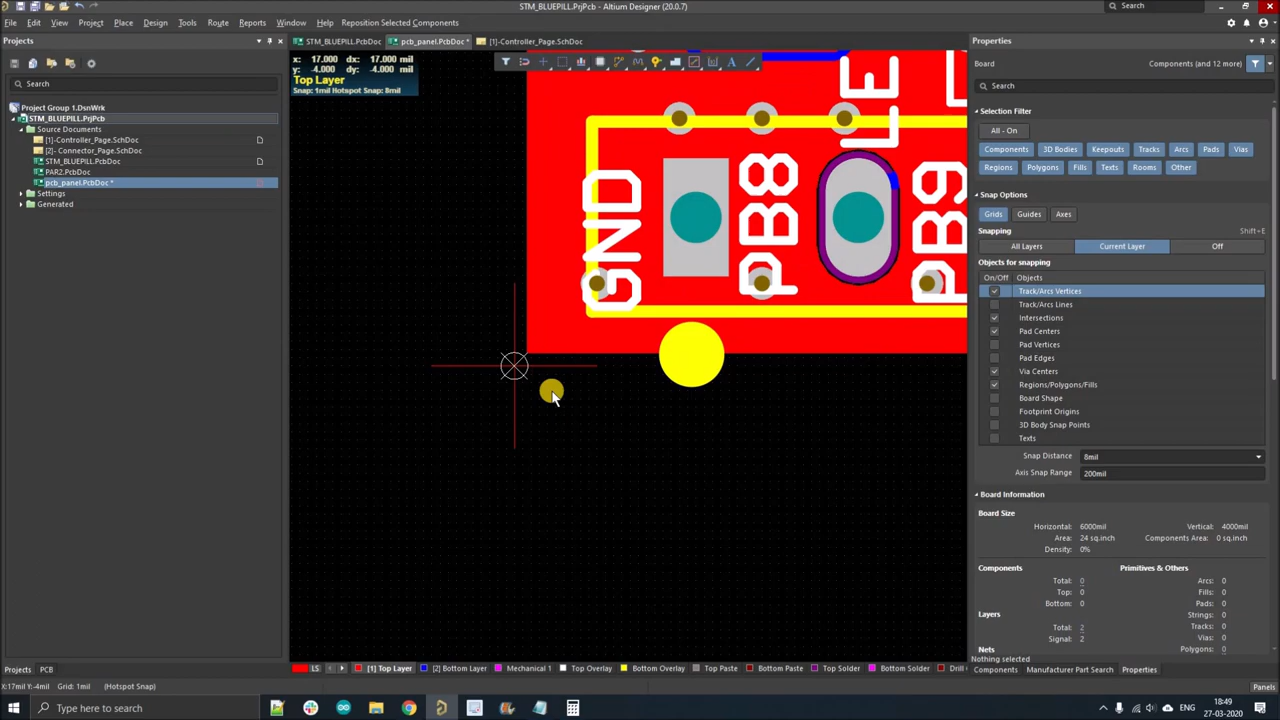 STM_BLUEPILL.PrjPcb - Altium Designer (20.0.7)
Search
File Edit View Project Place Design Tools Route Reports Window Help Reposition Selected Components
Projects
STM_BLUEPILL.PcbDoc
pcb_panel.PcbDoc *
[1]-Controller_Page.SchDoc
Properties
x: 17.000 dx: 17.000 mil
y: -4.000 dy: -4.000 mil
Top Layer
Snap: 1mil Hotspot Snap: 8mil
Search
Project Group 1.DsnWrk
STM_BLUEPILL.PrjPcb
Source Documents
[1]-Controller_Page.SchDoc
[2]- Connector_Page.SchDoc
STM_BLUEPILL.PcbDoc
PAR2.PcbDoc
pcb_panel.PcbDoc *
Settings
Generated
GND
PB8
LE
PB9
Board
Components (and 12 more)
Search
Selection Filter
All - On
Components 3D Bodies Keepouts Tracks Arcs Pads Vias
Regions Polygons Fills Texts Rooms Other
Snap Options
Grids Guides Axes
Snapping
Shift+E
All Layers Current Layer Off
Objects for snapping
On/Off Objects
Track/Arcs Vertices
Track/Arcs Lines
Intersections
Pad Centers
Pad Vertices
Pad Edges
Via Centers
Regions/Polygons/Fills
Board Shape
Footprint Origins
3D Body Snap Points
Texts
Snap Distance 8mil
Axis Snap Range 200mil
Board Information
Board Size
Horizontal: 6000mil Vertical: 4000mil
Area: 24 sq.inch Components Area: 0 sq.inch
Density: 0%
Components Primitives & Others
Total: 0 Arcs: 0
Top: 0 Fills: 0
Bottom: 0 Pads: 0
Layers Strings: 0
Total: 2 Tracks: 0
Signal: 2 Vias: 0
Nets Polygons: 0
Nothing selected
Projects PCB
LS [1] Top Layer [2] Bottom Layer Mechanical 1 Top Overlay Bottom Overlay Top Paste Bottom Paste Top Solder Bottom Solder Drill
Components Manufacturer Part Search Properties
X:17mil Y:-4mil Grid: 1mil (Hotspot Snap)
Panels
Type here to search
ENG
18:49
27-03-2020